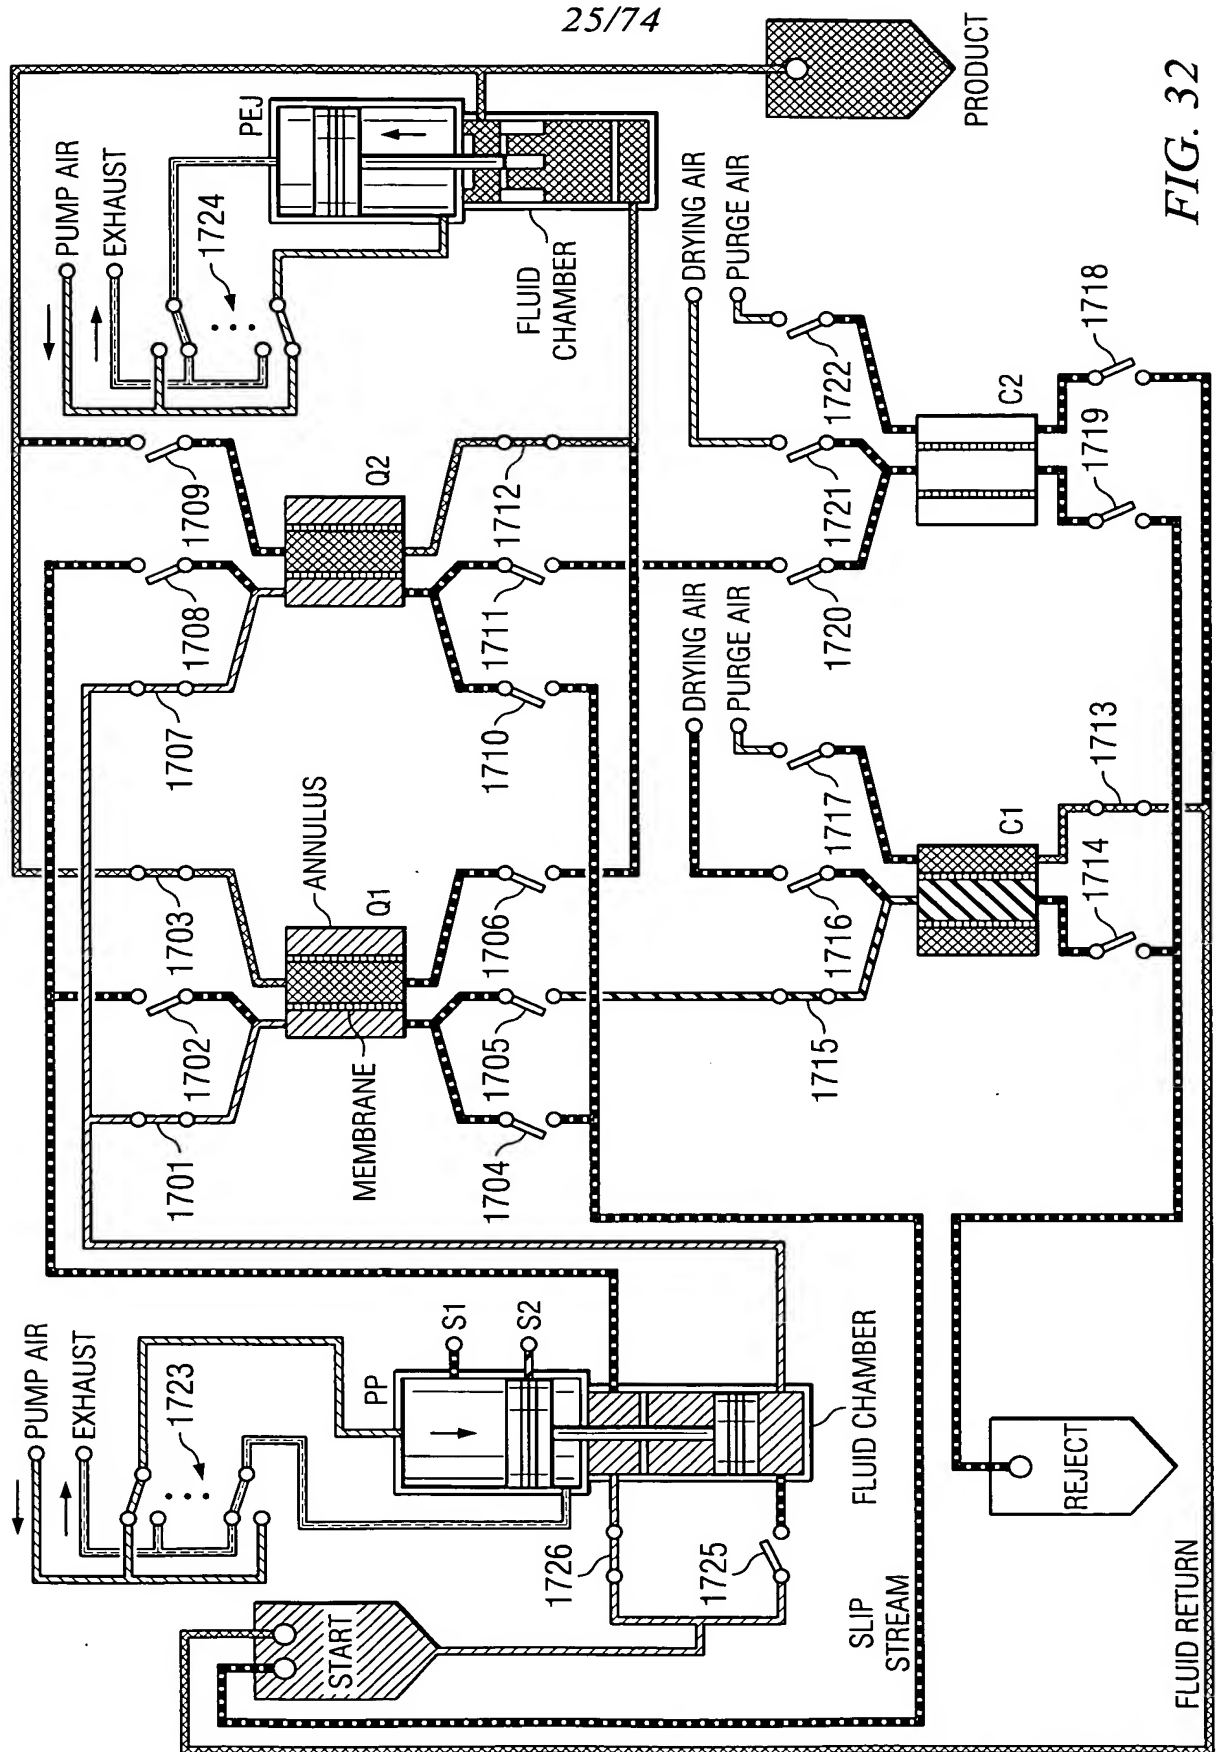 25/74
PUMP AIR
EXHAUST
1723
PP
S1
S2
START
1726
1725
FLUID CHAMBER
SLIP
STREAM
REJECT
FLUID RETURN
1701
1702
1703
MEMBRANE
ANNULUS
Q1
1704
1705
1706
1707
1708
1709
Q2
1710
1711
1712
PUMP AIR
EXHAUST
1724
PEJ
FLUID
CHAMBER
PRODUCT
DRYING AIR
PURGE AIR
1715
1716
1717
C1
1714
1713
DRYING AIR
PURGE AIR
1720
1721
1722
C2
1719
1718
FIG. 32